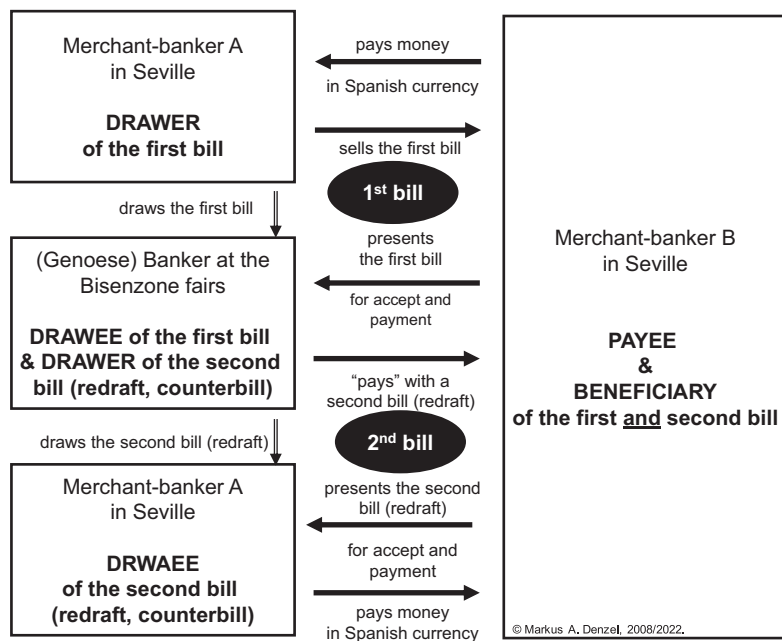 Merchant-banker A
in Seville
DRAWER
of the first bill
pays money
in Spanish currency
sells the first bill
1st bill
draws the first bill
presents
the first bill
for accept and
payment
(Genoese) Banker at the
Bisenzone fairs
DRAWEE of the first bill
& DRAWER of the second
bill (redraft, counterbill)
"pays" with a
second bill (redraft)
2nd bill
draws the second bill (redraft)
presents the second
bill (redraft)
for accept and
payment
Merchant-banker A
in Seville
DRWAEE
of the second bill
(redraft, counterbill)
pays money
in Spanish currency
Merchant-banker B
in Seville
PAYEE
&
BENEFICIARY
of the first and second bill
© Markus A. Denzel, 2008/2022.